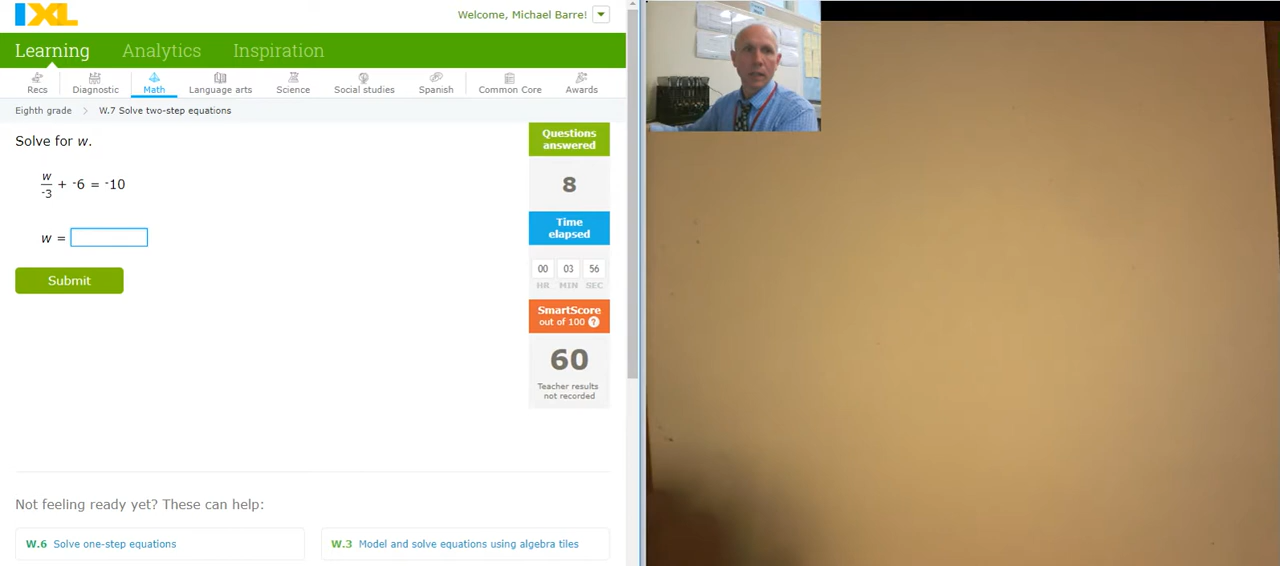 IXL
Welcome, Michael Barre!
Learning Analytics Inspiration
Recs Diagnostic Math Language arts Science Social studies Spanish Common Core Awards
Eighth grade > W.7 Solve two-step equations
Solve for w.
w/-3 + -6 = -10
w =
Submit
Questions answered
8
Time elapsed
00 03 56
HR MIN SEC
SmartScore
out of 100 ?
60
Teacher results
not recorded
Not feeling ready yet? These can help:
W.6 Solve one-step equations
W.3 Model and solve equations using algebra tiles